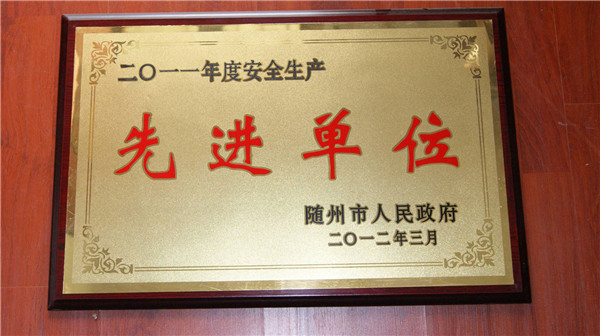 二〇一一年度安全生产
先进单位
随州市人民政府
二〇一二年三月